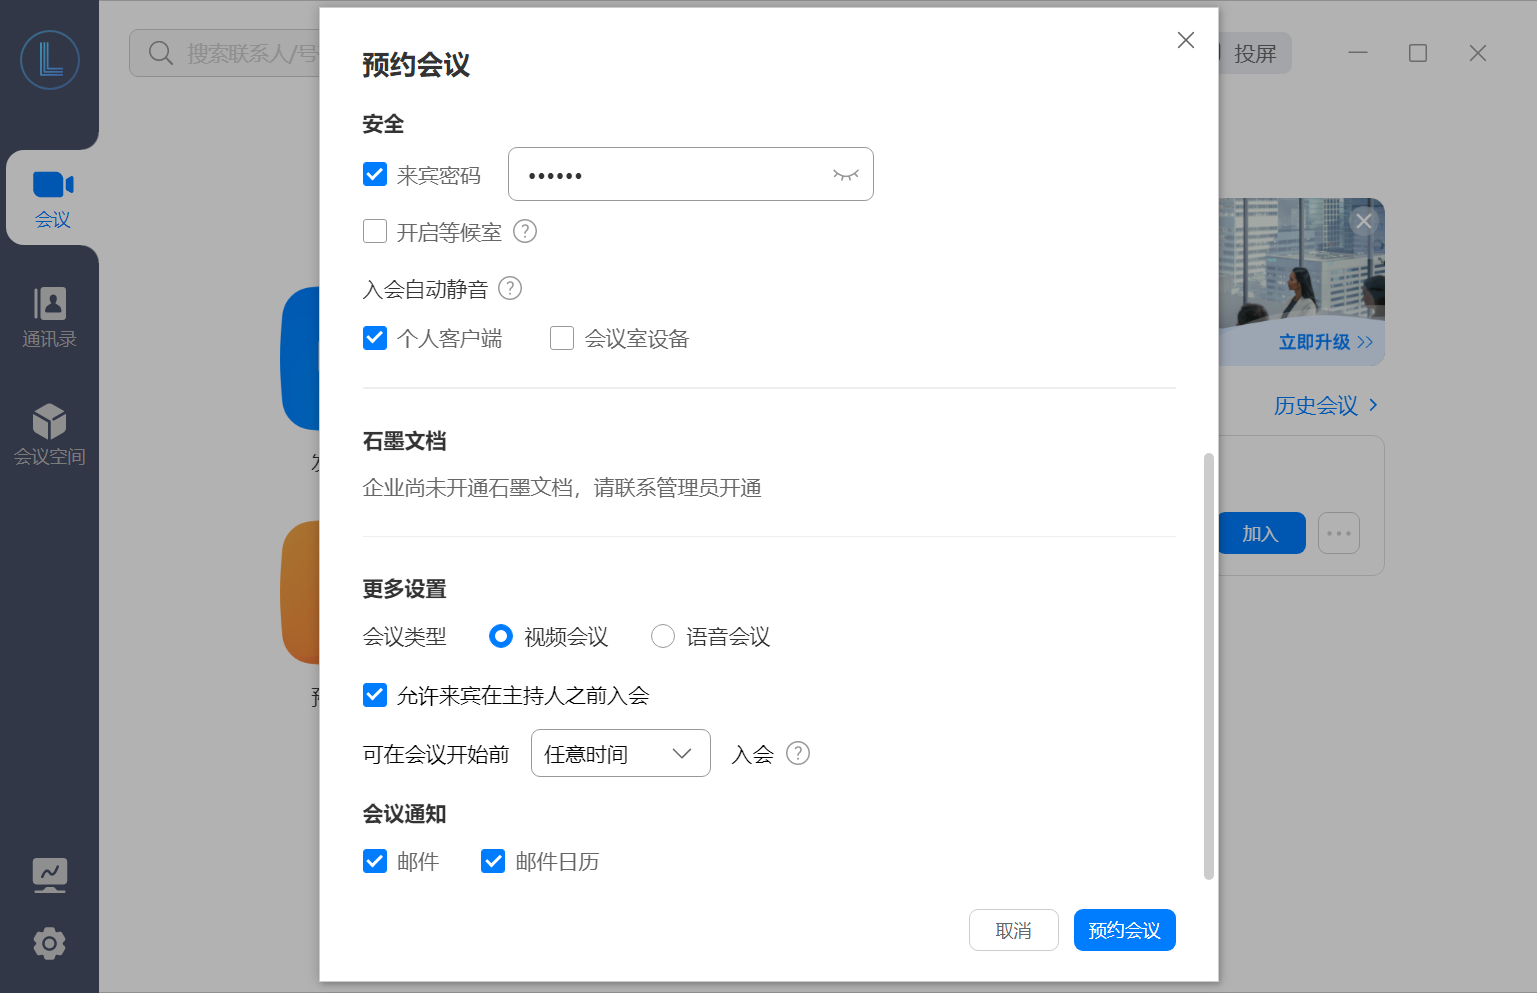 搜索联系人/号
投屏
会议
通讯录
会议空间
预约会议
安全
来宾密码
••••••
开启等候室
入会自动静音
个人客户端
会议室设备
石墨文档
企业尚未开通石墨文档，请联系管理员开通
更多设置
会议类型 视频会议 语音会议
允许来宾在主持人之前入会
可在会议开始前 任意时间 入会
会议通知
邮件 邮件日历
取消 预约会议
立即升级
历史会议
加入